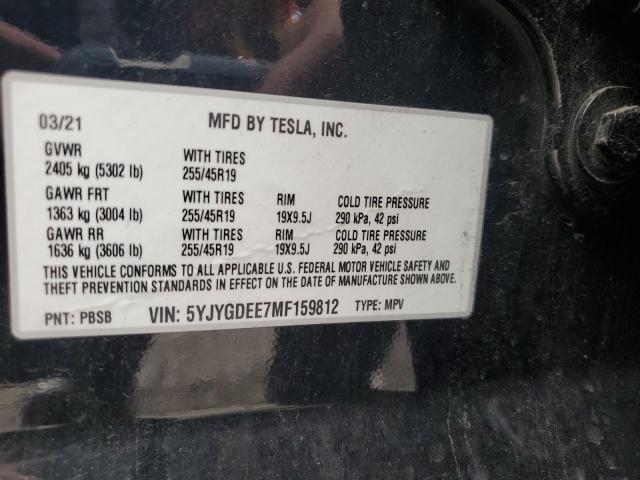 03/21 MFD BY TESLA, INC.
GVWR WITH TIRES
2405 kg (5302 lb) 255/45R19
GAWR FRT WITH TIRES RIM COLD TIRE PRESSURE
1363 kg (3004 lb) 255/45R19 19X9.5J 290 kPa, 42 psi
GAWR RR WITH TIRES RIM COLD TIRE PRESSURE
1636 kg (3606 lb) 255/45R19 19X9.5J 290 kPa, 42 psi
THIS VEHICLE CONFORMS TO ALL APPLICABLE U.S. FEDERAL MOTOR VEHICLE SAFETY AND
THEFT PREVENTION STANDARDS IN EFFECT ON THE DATE OF MANUFACTURE SHOWN ABOVE.
PNT: PBSB VIN: 5YJYGDEE7MF159812 TYPE: MPV